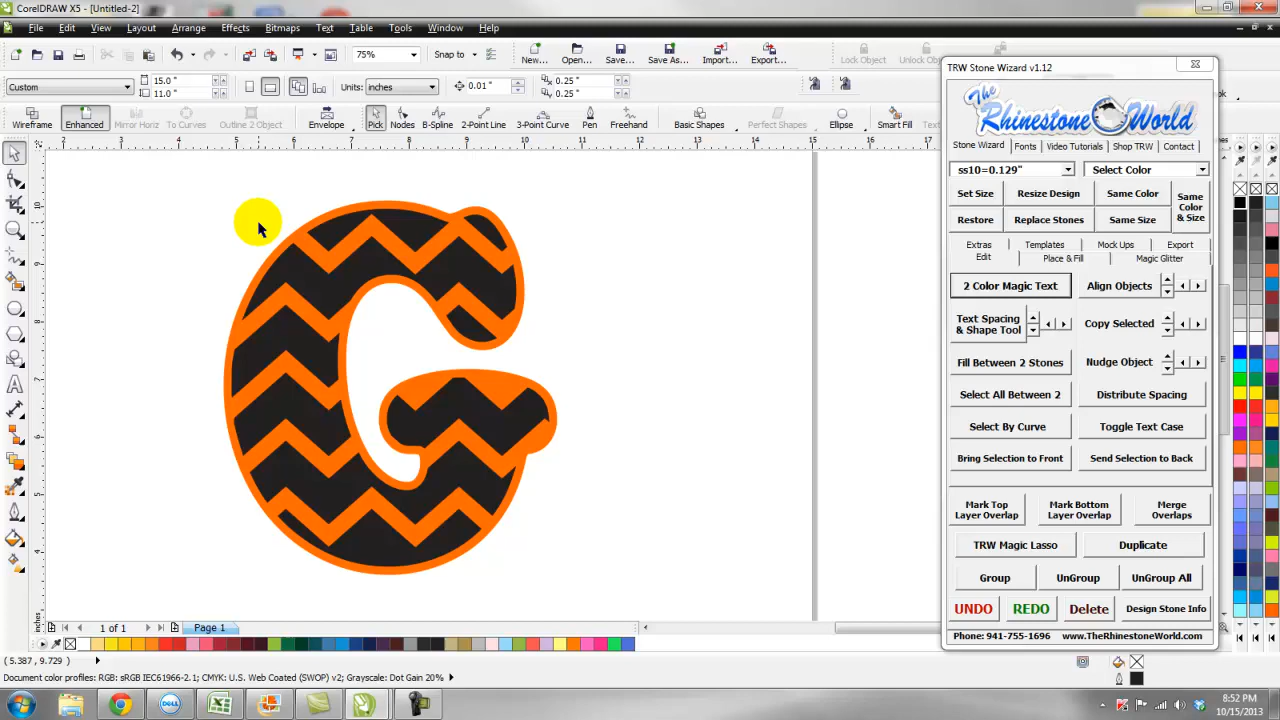 CorelDRAW X5 - [Untitled-2]
File Edit View Layout Arrange Effects Bitmaps Text Table Tools Window Help
75% Snap to New... Open... Save... Save As... Import... Export... Lock Object
Custom 15.0 " 11.0 " Units: inches 0.01 " 0.25 " 0.25 "
Wireframe Enhanced Mirror Horiz To Curves Outline 2-Object Envelope Pick Nodes B-Spline 2-Point Line 3-Point Curve Pen Freehand Basic Shapes Perfect Shapes Ellipse Smart Fill
TRW Stone Wizard v1.12
The Rhinestone World
Stone Wizard Fonts Video Tutorials Shop TRW Contact
ss10=0.129" Select Color
Set Size Resize Design Same Color Same Color & Size
Restore Replace Stones Same Size
Extras Templates Mock Ups Export
Edit Place & Fill Magic Glitter
2 Color Magic Text Align Objects
Text Spacing & Shape Tool Copy Selected
Fill Between 2 Stones Nudge Object
Select All Between 2 Distribute Spacing
Select By Curve Toggle Text Case
Bring Selection to Front Send Selection to Back
Mark Top Layer Overlap Mark Bottom Layer Overlap Merge Overlaps
TRW Magic Lasso Duplicate
Group UnGroup UnGroup All
UNDO REDO Delete Design Stone Info
Phone: 941-755-1696 www.TheRhinestoneWorld.com
G
1 of 1 Page 1
( 5.387 , 9.729 )
Document color profiles: RGB: sRGB IEC61966-2.1; CMYK: U.S. Web Coated (SWOP) v2; Grayscale: Dot Gain 20%
8:52 PM
10/15/2013